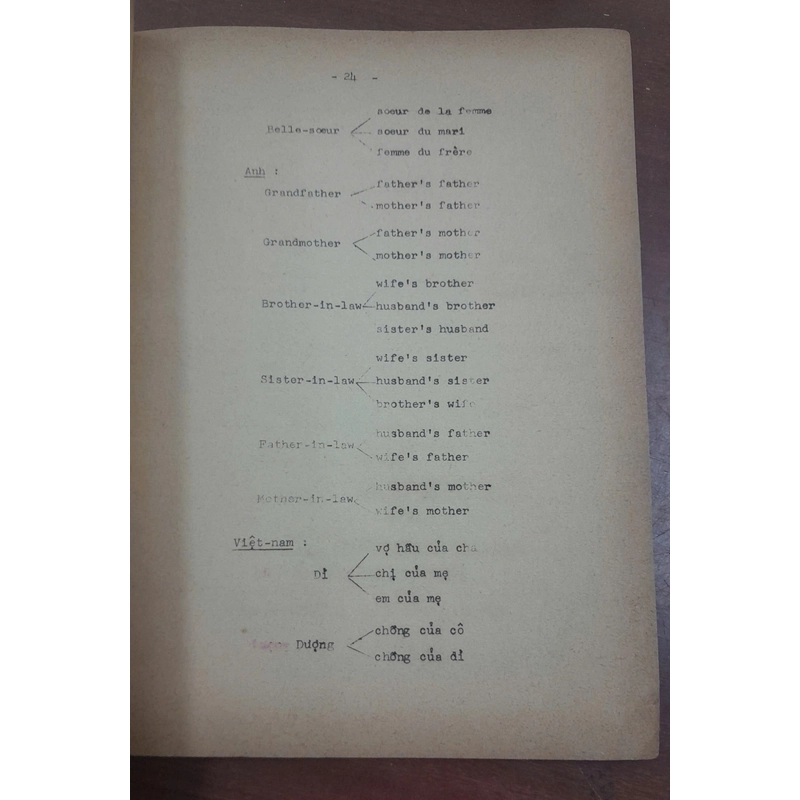 - 24 -
soeur de la femme
Belle-soeur soeur du mari
femme du frère
Anh :
father's father
Grandfather
mother's father
father's mother
Grandmother
mother's mother
wife's brother
Brother-in-law husband's brother
sister's husband
wife's sister
Sister-in-law husband's sister
brother's wife
husband's father
Father-in-law
wife's father
husband's mother
Mother-in-law
wife's mother
Việt-nam :
vợ hầu của cha
Dì chị của mẹ
em của mẹ
chồng của cô
Dượng
chồng của dì